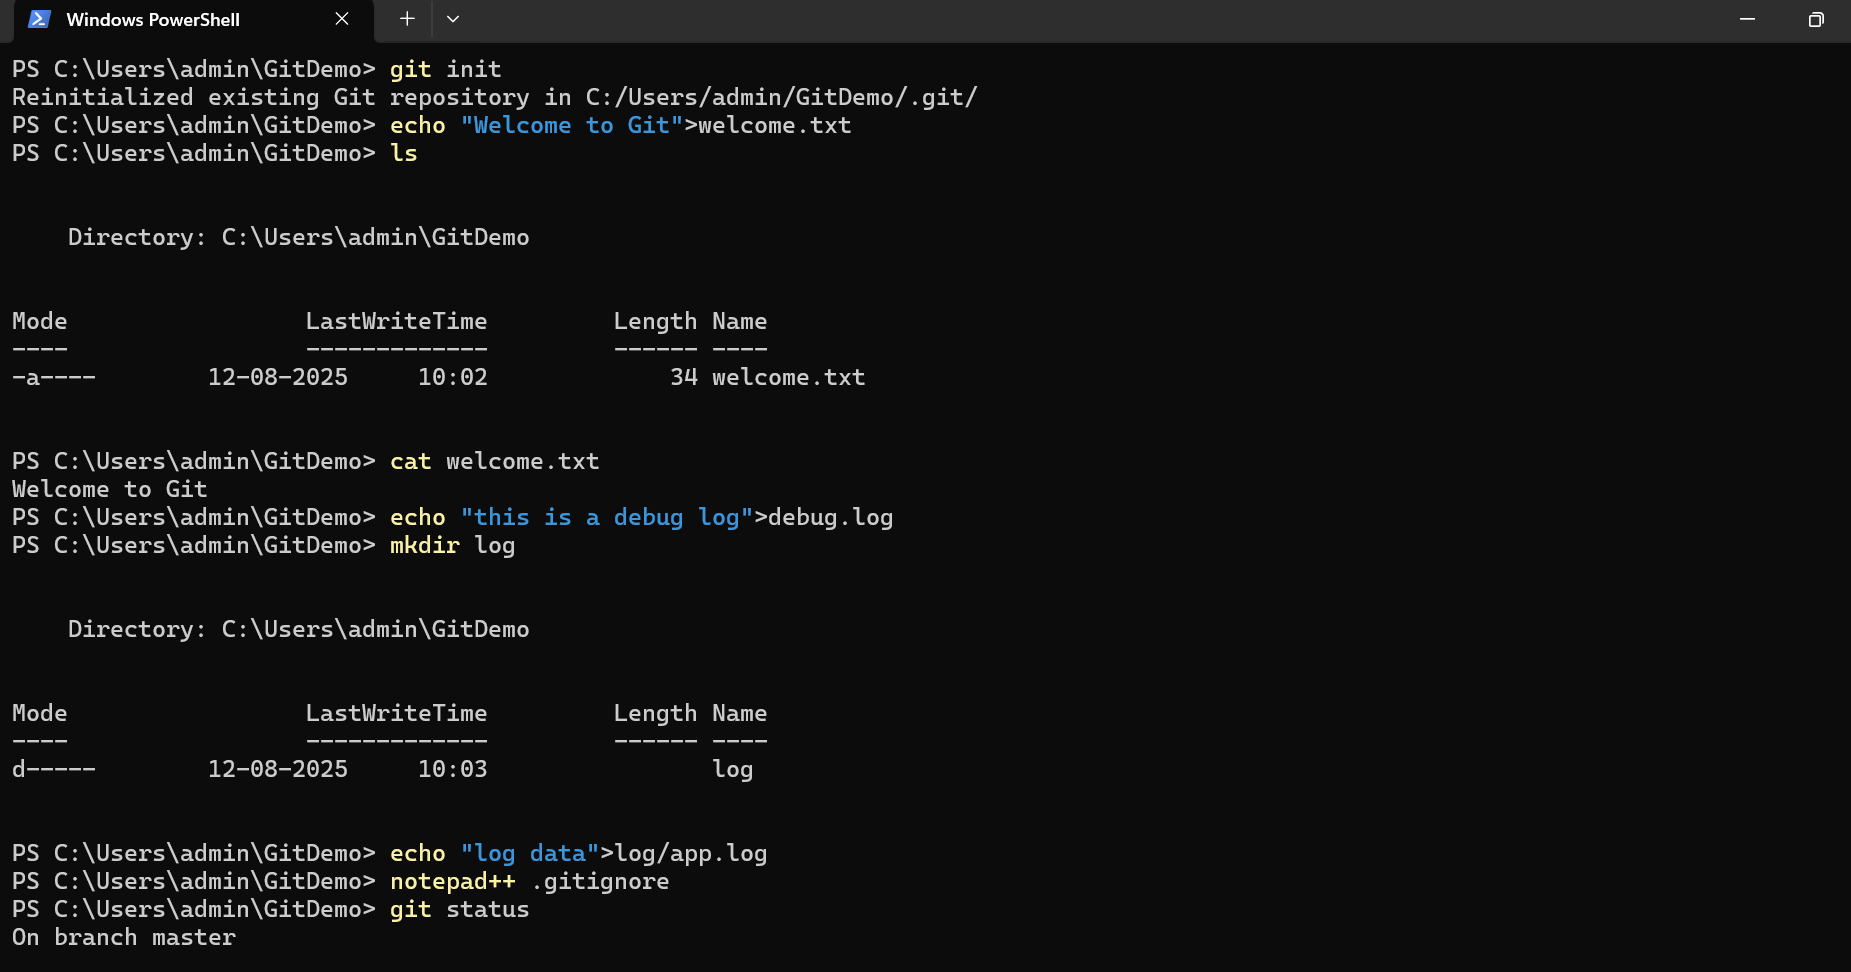 Windows PowerShell
PS C:\Users\admin\GitDemo> git init
Reinitialized existing Git repository in C:/Users/admin/GitDemo/.git/
PS C:\Users\admin\GitDemo> echo "Welcome to Git">welcome.txt
PS C:\Users\admin\GitDemo> ls
Directory: C:\Users\admin\GitDemo
Mode                 LastWriteTime         Length Name
----                 -------------         ------ ----
-a----        12-08-2025     10:02             34 welcome.txt
PS C:\Users\admin\GitDemo> cat welcome.txt
Welcome to Git
PS C:\Users\admin\GitDemo> echo "this is a debug log">debug.log
PS C:\Users\admin\GitDemo> mkdir log
Directory: C:\Users\admin\GitDemo
Mode                 LastWriteTime         Length Name
----                 -------------         ------ ----
d-----        12-08-2025     10:03                log
PS C:\Users\admin\GitDemo> echo "log data">log/app.log
PS C:\Users\admin\GitDemo> notepad++ .gitignore
PS C:\Users\admin\GitDemo> git status
On branch master